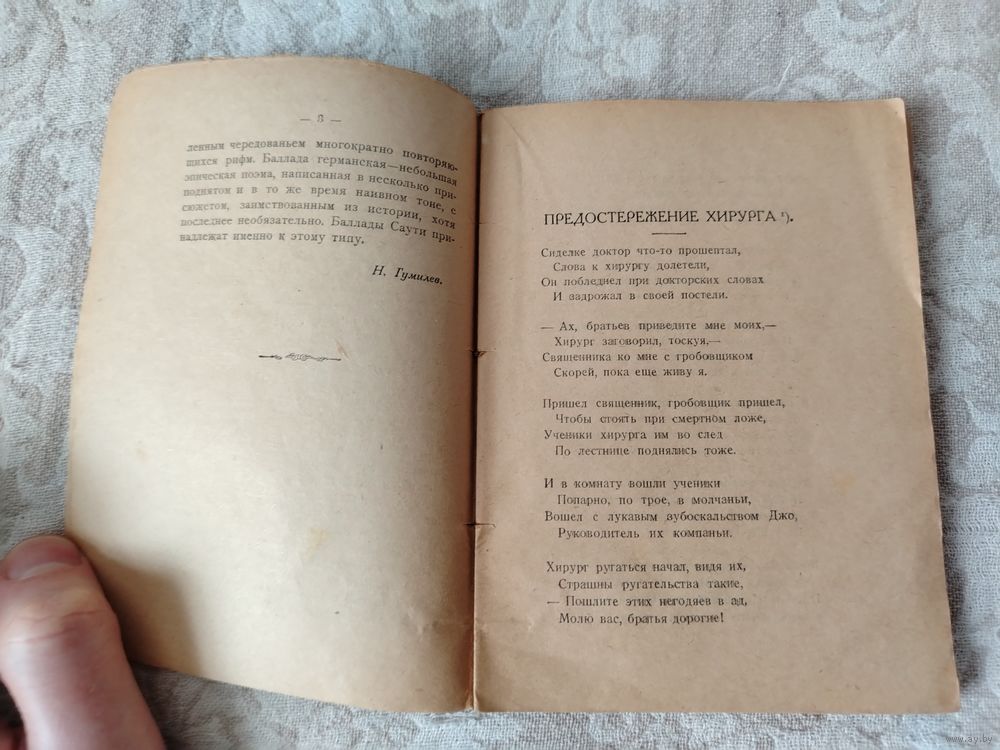 — 8 —
ленным чередованьем многократно повторяю-
щихся рифм. Баллада германская—небольшая
эпическая поэма, написанная в несколько при-
поднятом и в то же время наивном тоне, с
сюжетом, заимствованным из истории, хотя
последнее необязательно. Баллады Саути при-
надлежат именно к этому типу.
Н. Гумилев.
ПРЕДОСТЕРЕЖЕНИЕ ХИРУРГА ¹).
Сиделке доктор что-то прошептал,
Слова к хирургу долетели,
Он побледнел при докторских словах
И задрожал в своей постели.
— Ах, братьев приведите мне моих,—
Хирург заговорил, тоскуя,—
Священника ко мне с гробовщиком
Скорей, пока еще живу я.
Пришел священник, гробовщик пришел,
Чтобы стоять при смертном ложе,
Ученики хирурга им во след
По лестнице поднялись тоже.
И в комнату вошли ученики
Попарно, по трое, в молчаньи,
Вошел с лукавым зубоскальством Джо,
Руководитель их компаньи.
Хирург ругаться начал, видя их,
Страшны ругательства такие,
— Пошлите этих негодяев в ад,
Молю вас, братья дорогие!
www.ay.by